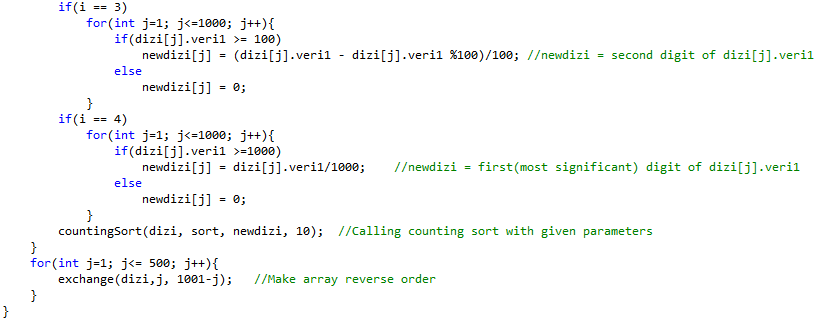 if(i == 3)
for(int j=1; j<=1000; j++){
if(dizi[j].veri1 >= 100)
newdizi[j] = (dizi[j].veri1 - dizi[j].veri1 %100)/100; //newdizi = second digit of dizi[j].veri1
else
newdizi[j] = 0;
}
if(i == 4)
for(int j=1; j<=1000; j++){
if(dizi[j].veri1 >=1000)
newdizi[j] = dizi[j].veri1/1000; //newdizi = first(most significant) digit of dizi[j].veri1
else
newdizi[j] = 0;
}
countingSort(dizi, sort, newdizi, 10); //Calling counting sort with given parameters
}
for(int j=1; j<= 500; j++){
exchange(dizi,j, 1001-j); //Make array reverse order
}
}